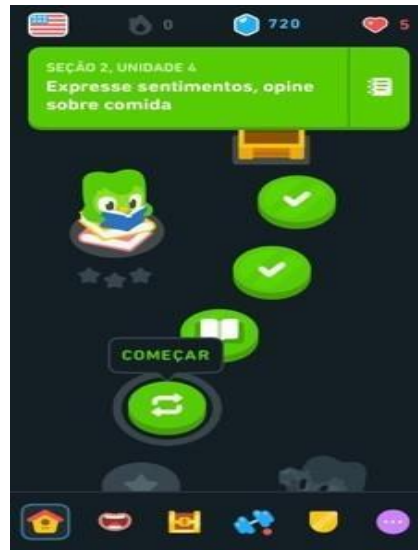 0 720 5
SEÇÃO 2, UNIDADE 4
Expresse sentimentos, opine
sobre comida
COMEÇAR